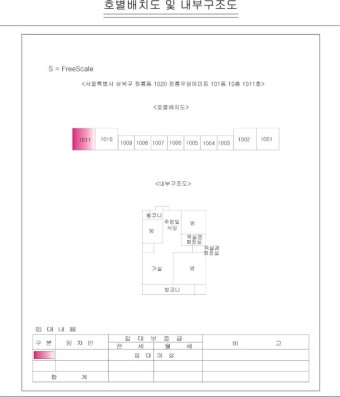 호별배치도 및 내부구조도
S = FreeScale
<서울특별시 성북구 정릉동 1020 정릉우성아파트 101동 10층 1011호>
<호별배치도>
1011 1010 1009 1008 1007 1006 1005 1004 1003 1002 1001
<내부구조도>
발코니
주방및
식당
방
방
욕실겸
화장실
욕실겸
화장실
거실
방
발코니
임 대 내 용
구 분 임 차 인 임 대 보 증 금 비 고
전 세 월 세
임 대 미 상
합 계